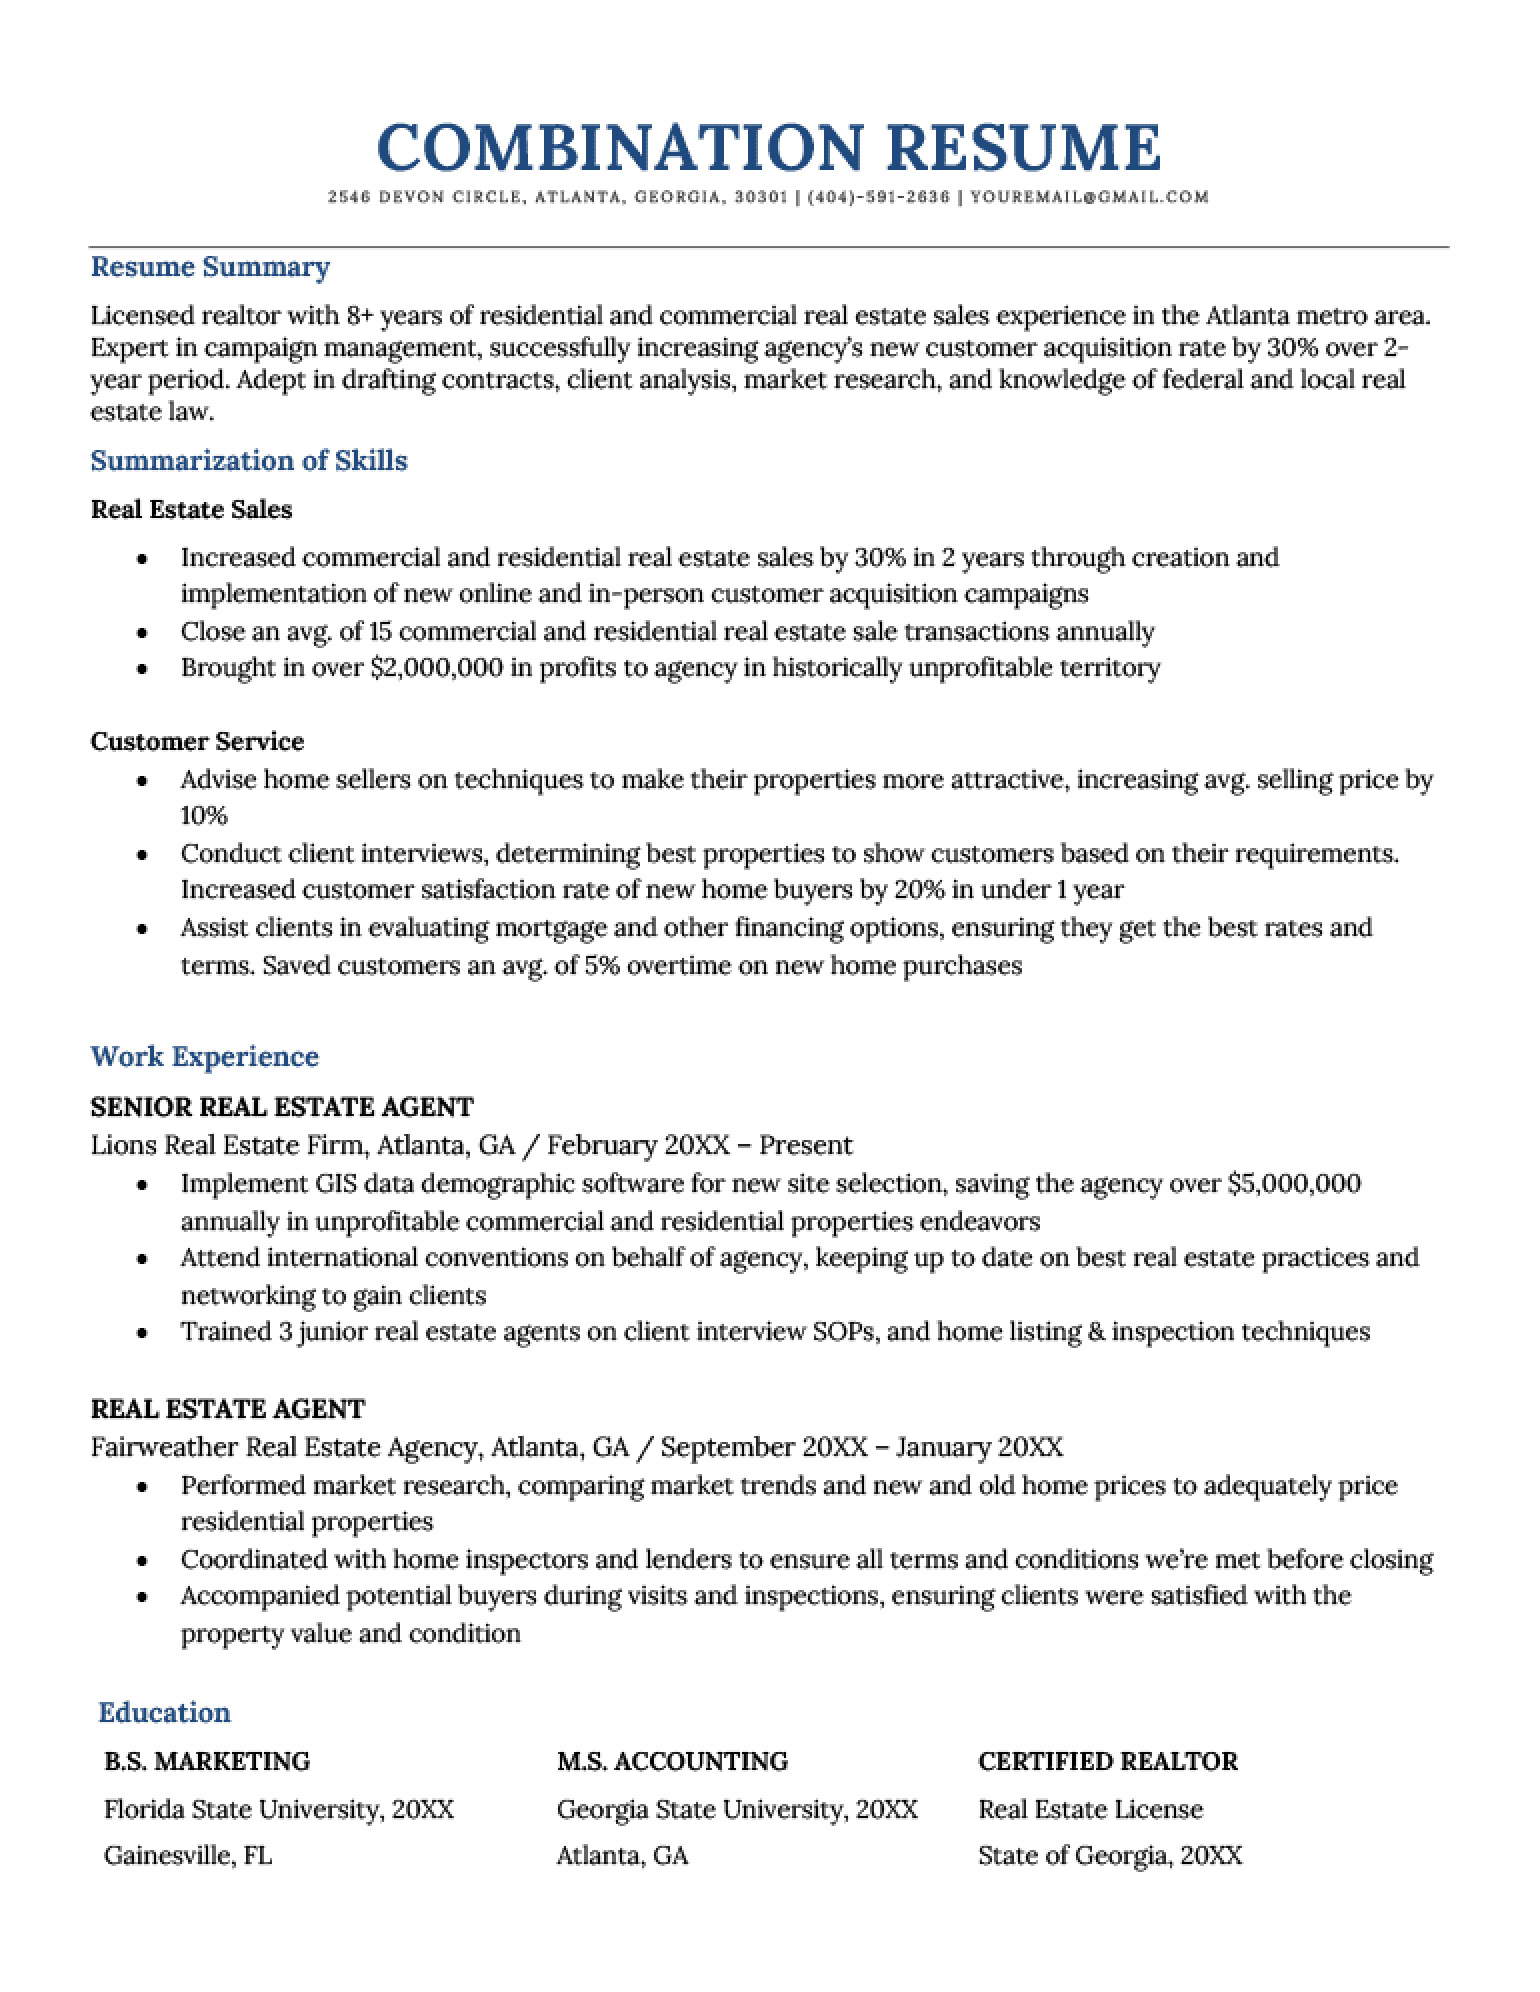 COMBINATION RESUME
2546 DEVON CIRCLE, ATLANTA, GEORGIA, 30301 | (404)-591-2636 | YOUREMAIL@GMAIL.COM
Resume Summary
Licensed realtor with 8+ years of residential and commercial real estate sales experience in the Atlanta metro area.
Expert in campaign management, successfully increasing agency's new customer acquisition rate by 30% over 2-
year period. Adept in drafting contracts, client analysis, market research, and knowledge of federal and local real
estate law.
Summarization of Skills
Real Estate Sales
● Increased commercial and residential real estate sales by 30% in 2 years through creation and
implementation of new online and in-person customer acquisition campaigns
● Close an avg. of 15 commercial and residential real estate sale transactions annually
● Brought in over $2,000,000 in profits to agency in historically unprofitable territory
Customer Service
● Advise home sellers on techniques to make their properties more attractive, increasing avg. selling price by
10%
● Conduct client interviews, determining best properties to show customers based on their requirements.
Increased customer satisfaction rate of new home buyers by 20% in under 1 year
● Assist clients in evaluating mortgage and other financing options, ensuring they get the best rates and
terms. Saved customers an avg. of 5% overtime on new home purchases
Work Experience
SENIOR REAL ESTATE AGENT
Lions Real Estate Firm, Atlanta, GA / February 20XX – Present
● Implement GIS data demographic software for new site selection, saving the agency over $5,000,000
annually in unprofitable commercial and residential properties endeavors
● Attend international conventions on behalf of agency, keeping up to date on best real estate practices and
networking to gain clients
● Trained 3 junior real estate agents on client interview SOPs, and home listing & inspection techniques
REAL ESTATE AGENT
Fairweather Real Estate Agency, Atlanta, GA / September 20XX – January 20XX
● Performed market research, comparing market trends and new and old home prices to adequately price
residential properties
● Coordinated with home inspectors and lenders to ensure all terms and conditions we're met before closing
● Accompanied potential buyers during visits and inspections, ensuring clients were satisfied with the
property value and condition
Education
B.S. MARKETING
Florida State University, 20XX
Gainesville, FL
M.S. ACCOUNTING
Georgia State University, 20XX
Atlanta, GA
CERTIFIED REALTOR
Real Estate License
State of Georgia, 20XX